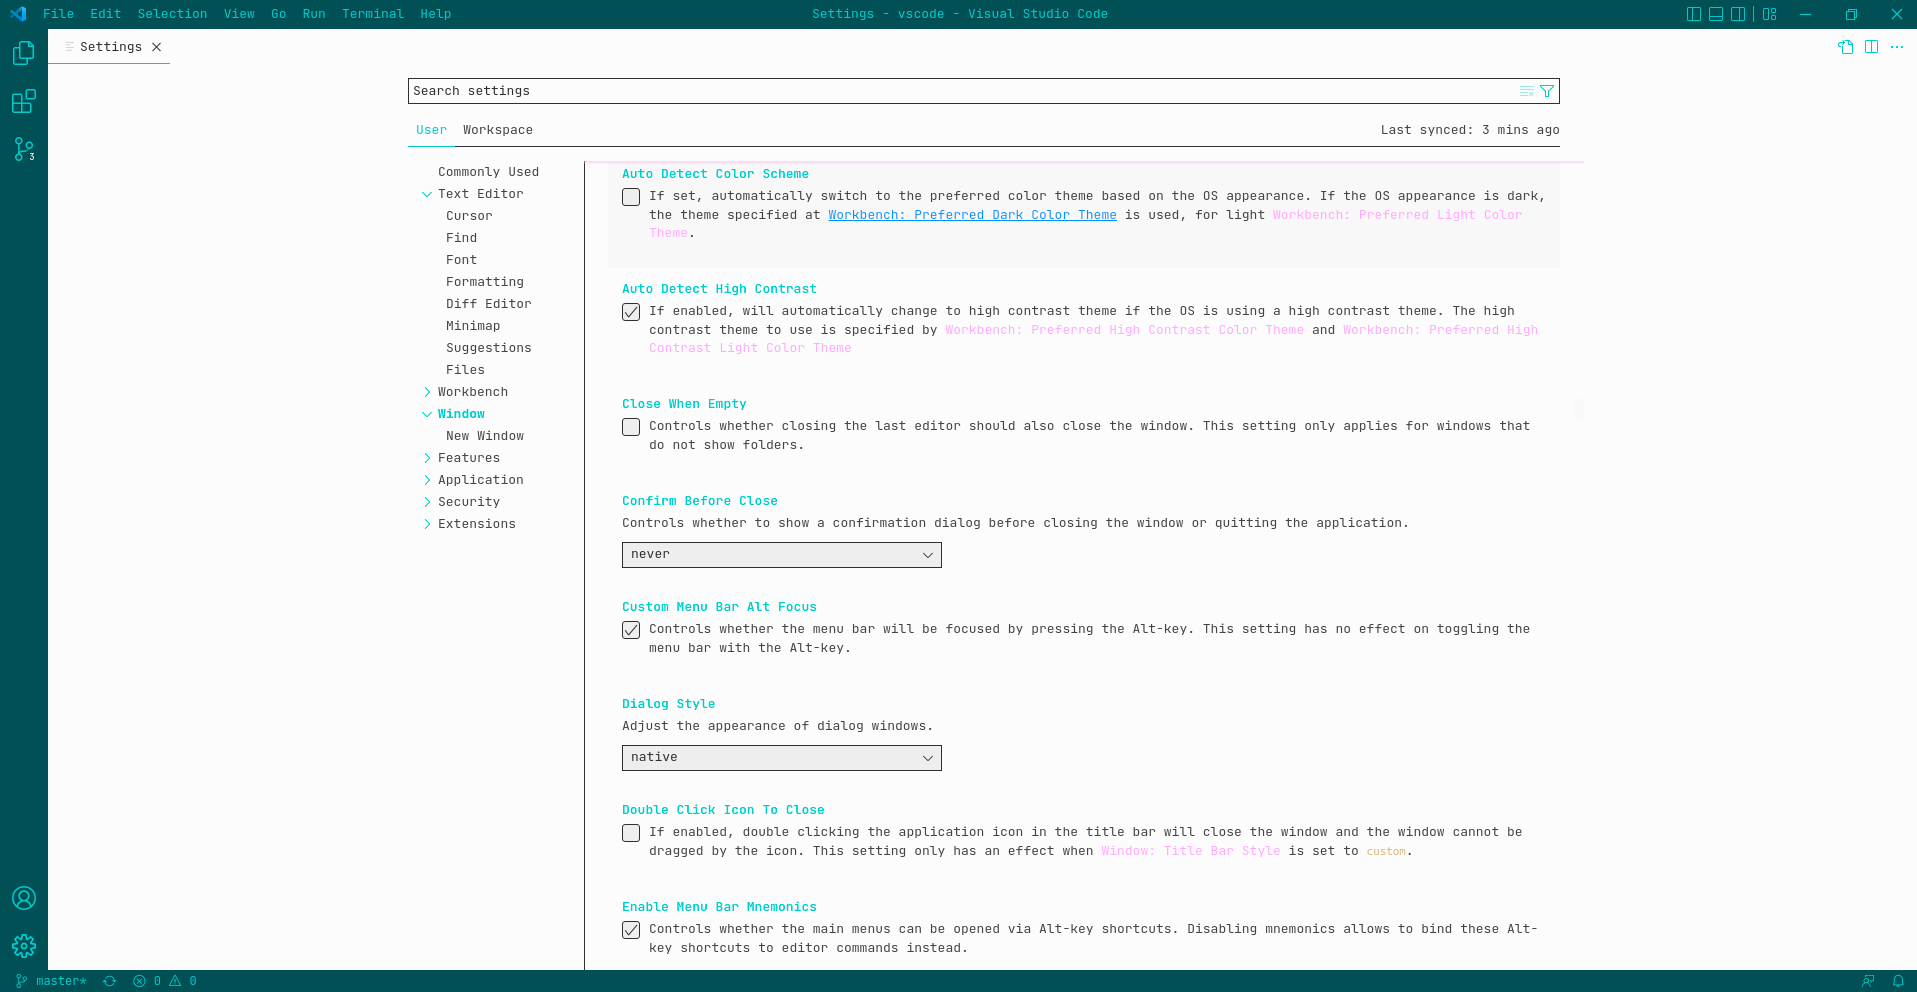 File Edit Selection View Go Run Terminal Help
Settings - vscode - Visual Studio Code
Settings
Search settings
User Workspace
Last synced: 3 mins ago
Commonly Used
Text Editor
Cursor
Find
Font
Formatting
Diff Editor
Minimap
Suggestions
Files
Workbench
Window
New Window
Features
Application
Security
Extensions
Auto Detect Color Scheme
If set, automatically switch to the preferred color theme based on the OS appearance. If the OS appearance is dark,
the theme specified at Workbench: Preferred Dark Color Theme is used, for light Workbench: Preferred Light Color
Theme.
Auto Detect High Contrast
If enabled, will automatically change to high contrast theme if the OS is using a high contrast theme. The high
contrast theme to use is specified by Workbench: Preferred High Contrast Color Theme and Workbench: Preferred High
Contrast Light Color Theme
Close When Empty
Controls whether closing the last editor should also close the window. This setting only applies for windows that
do not show folders.
Confirm Before Close
Controls whether to show a confirmation dialog before closing the window or quitting the application.
never
Custom Menu Bar Alt Focus
Controls whether the menu bar will be focused by pressing the Alt-key. This setting has no effect on toggling the
menu bar with the Alt-key.
Dialog Style
Adjust the appearance of dialog windows.
native
Double Click Icon To Close
If enabled, double clicking the application icon in the title bar will close the window and the window cannot be
dragged by the icon. This setting only has an effect when Window: Title Bar Style is set to custom.
Enable Menu Bar Mnemonics
Controls whether the main menus can be opened via Alt-key shortcuts. Disabling mnemonics allows to bind these Alt-
key shortcuts to editor commands instead.
3
master* 0 0